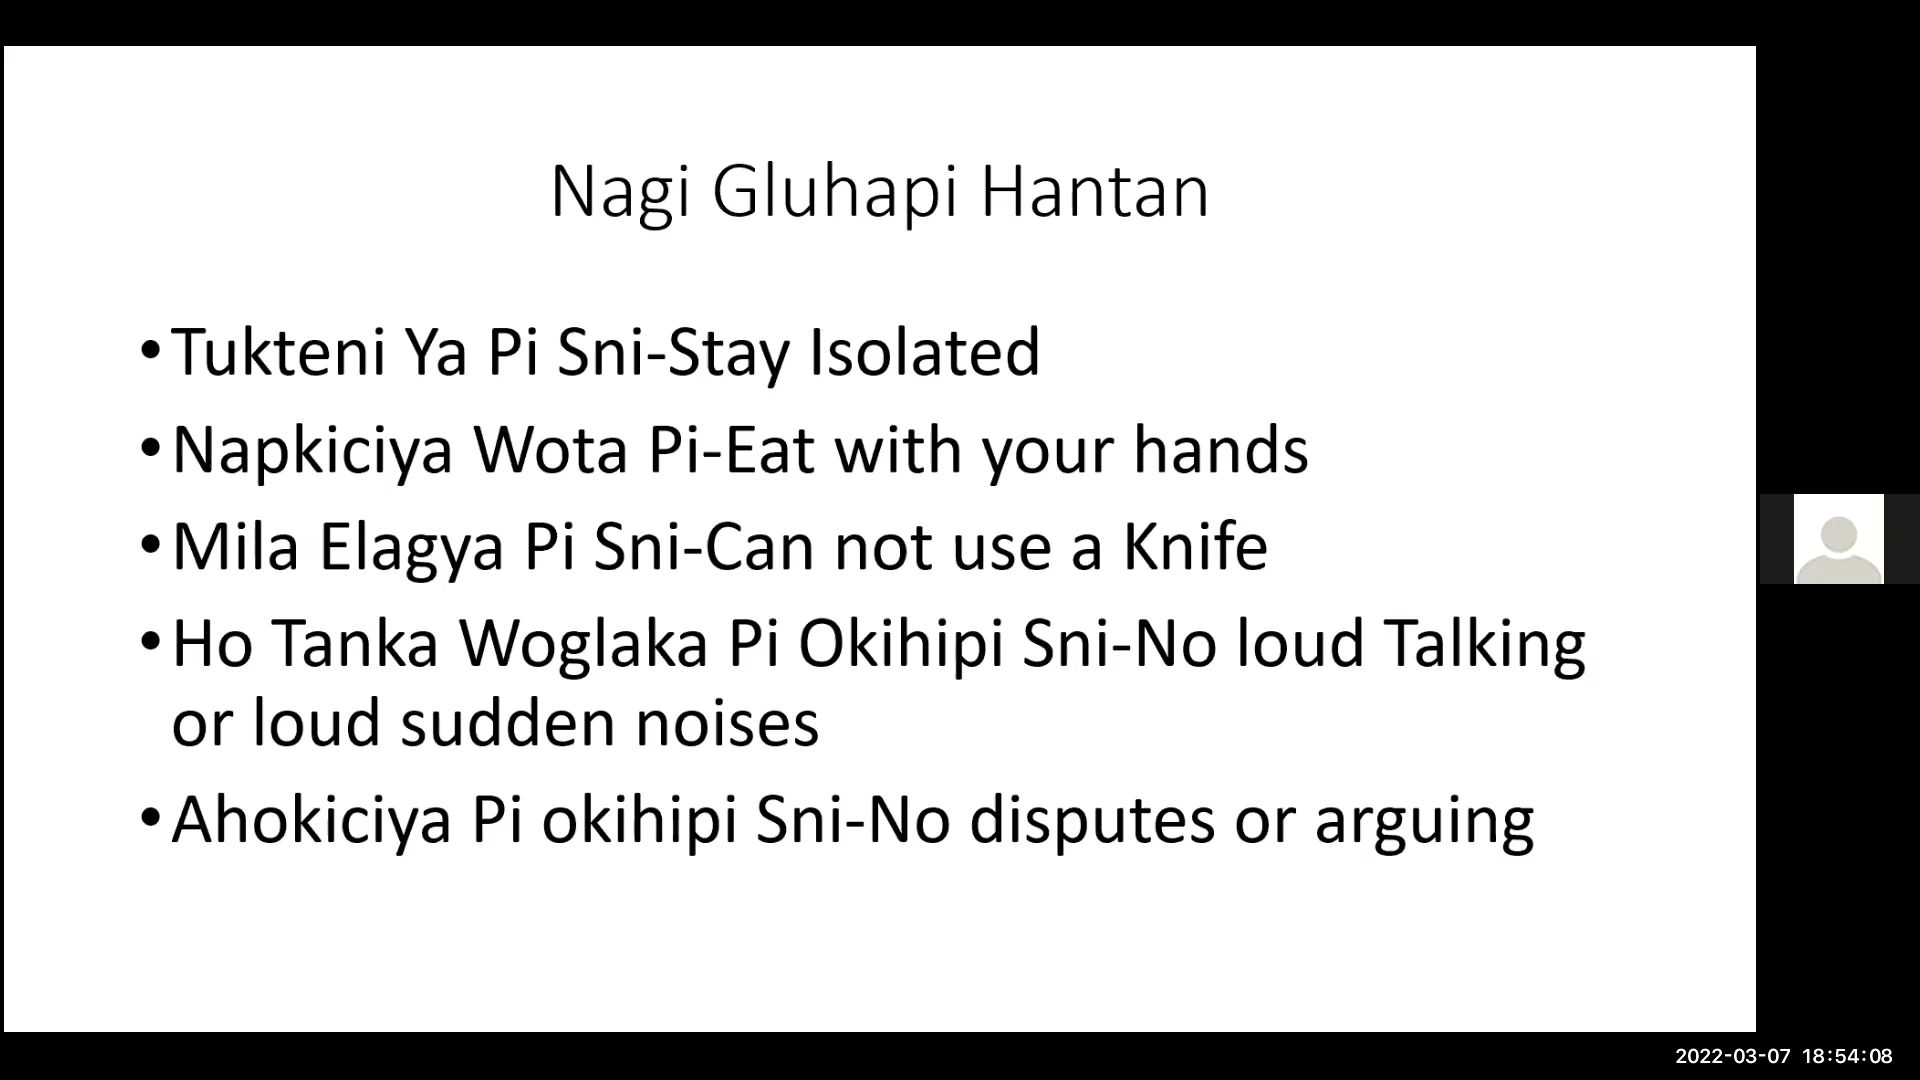 Nagi Gluhapi Hantan
•Tukteni Ya Pi Sni-Stay Isolated
•Napkiciya Wota Pi-Eat with your hands
•Mila Elagya Pi Sni-Can not use a Knife
•Ho Tanka Woglaka Pi Okihipi Sni-No loud Talking
or loud sudden noises
•Ahokiciya Pi okihipi Sni-No disputes or arguing
2022-03-07 18:54:08